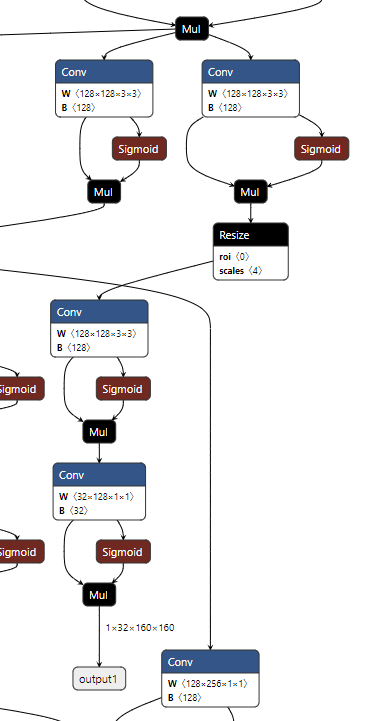 Mul
Conv
W ⟨128×128×3×3⟩
B ⟨128⟩
Conv
W ⟨128×128×3×3⟩
B ⟨128⟩
Sigmoid
Sigmoid
Mul
Mul
Resize
roi ⟨0⟩
scales ⟨4⟩
Conv
W ⟨128×128×3×3⟩
B ⟨128⟩
Sigmoid
Sigmoid
Mul
Conv
W ⟨32×128×1×1⟩
B ⟨32⟩
Sigmoid
Sigmoid
Mul
1×32×160×160
output1
Conv
W ⟨128×256×1×1⟩
B ⟨128⟩